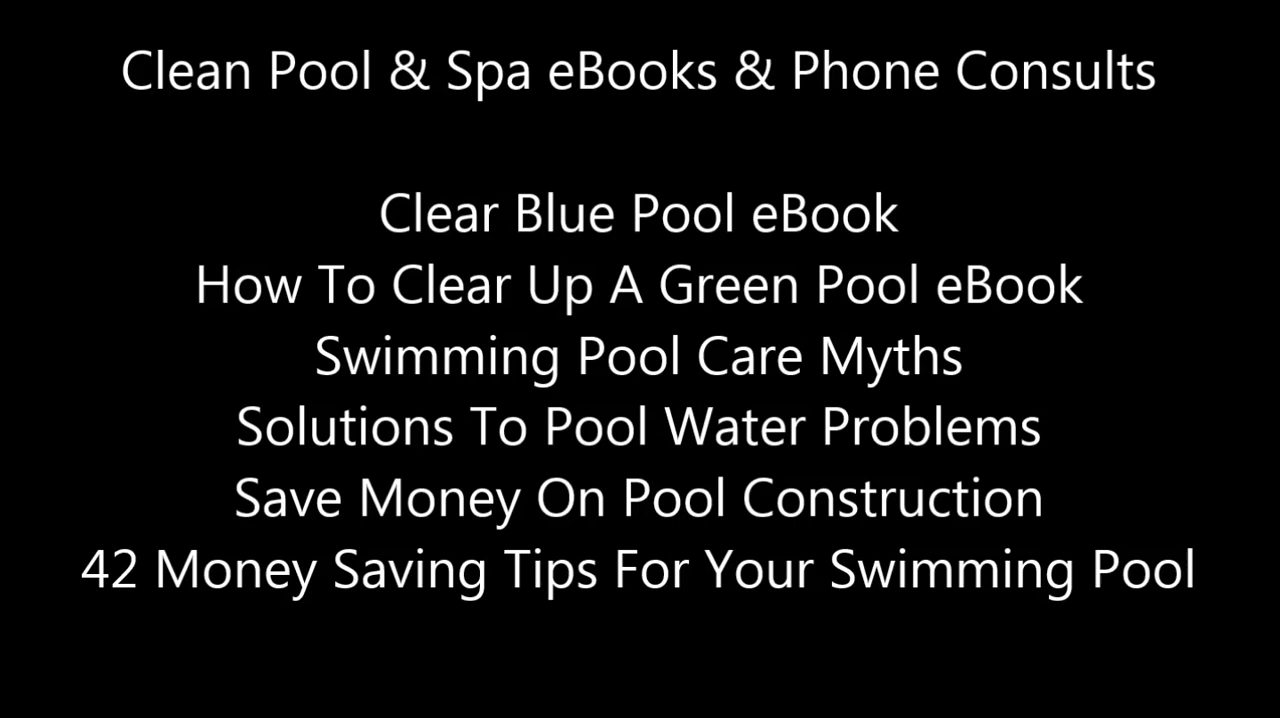 Clean Pool & Spa eBooks & Phone Consults
Clear Blue Pool eBook
How To Clear Up A Green Pool eBook
Swimming Pool Care Myths
Solutions To Pool Water Problems
Save Money On Pool Construction
42 Money Saving Tips For Your Swimming Pool